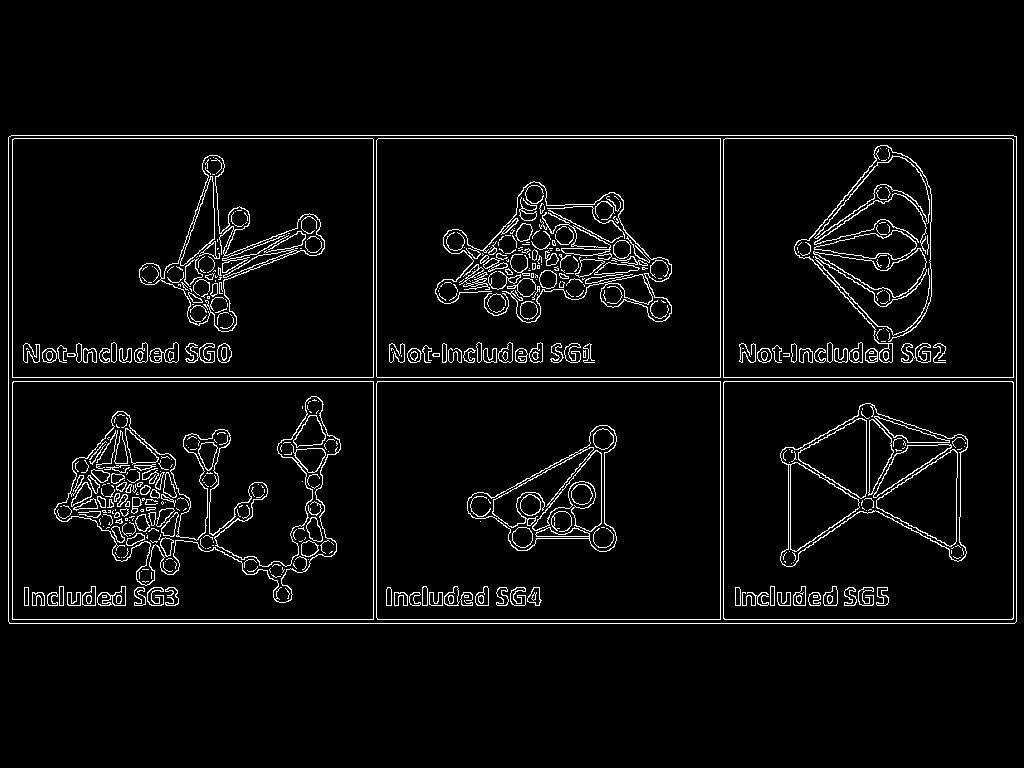 Not-Included SG0
Not-Included SG1
Not-Included SG2
Included SG3
Included SG4
Included SG5